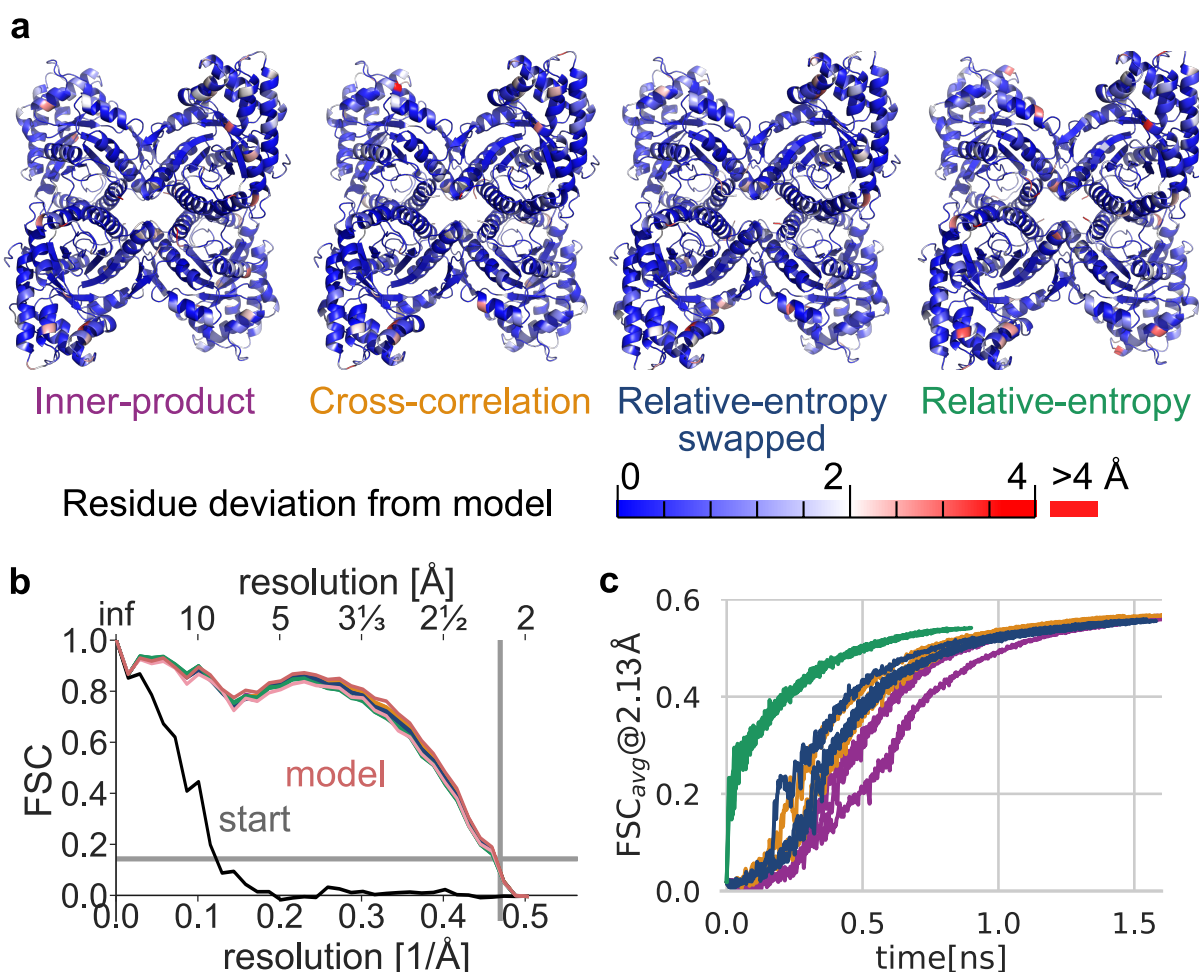 a
Inner-product
Cross-correlation
Relative-entropy
swapped
Relative-entropy
Residue deviation from model
0 2 4 >4 Å
b
resolution [Å]
inf 10 5 3⅓ 2½ 2
FSC
1.0
0.8
0.6
0.4
0.2
0.0
model
start
0.0 0.1 0.2 0.3 0.4 0.5
resolution [1/Å]
c
FSCavg@2.13Å
0.6
0.4
0.2
0.0
0.0 0.5 1.0 1.5
time[ns]